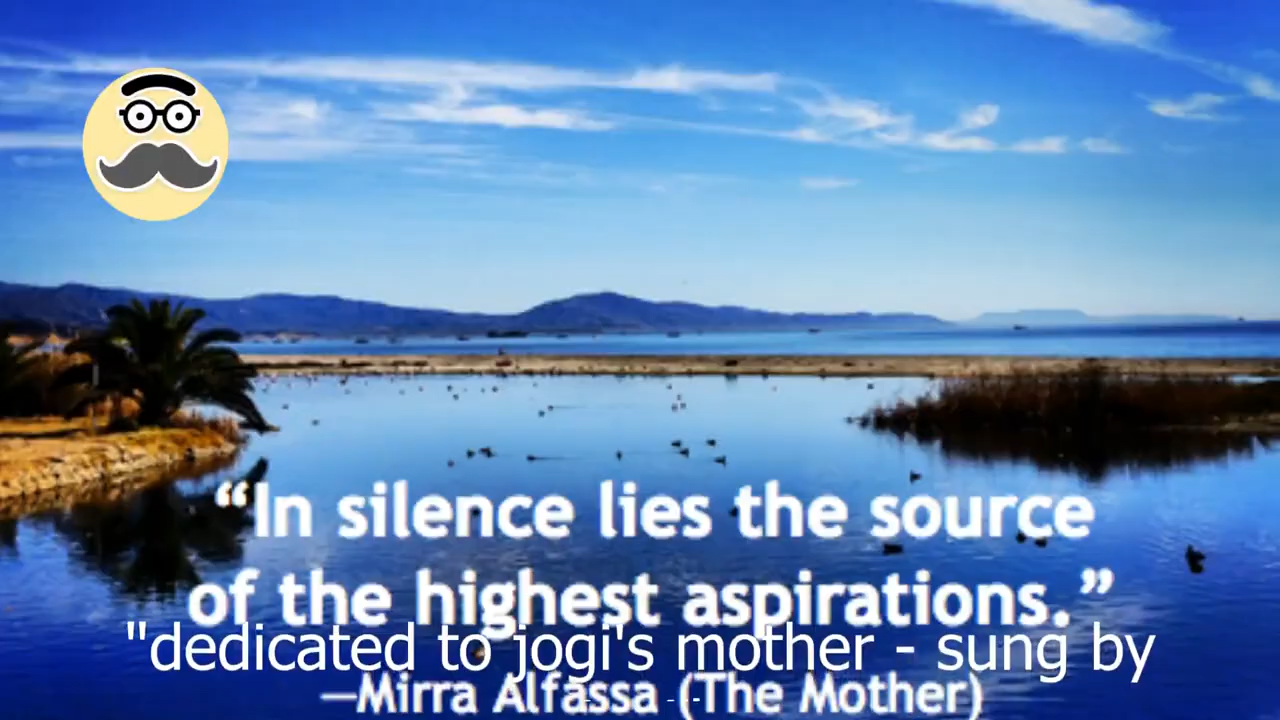 “In silence lies the source
of the highest aspirations.”
"dedicated to jogi's mother - sung by
—Mirra Alfassa (The Mother)